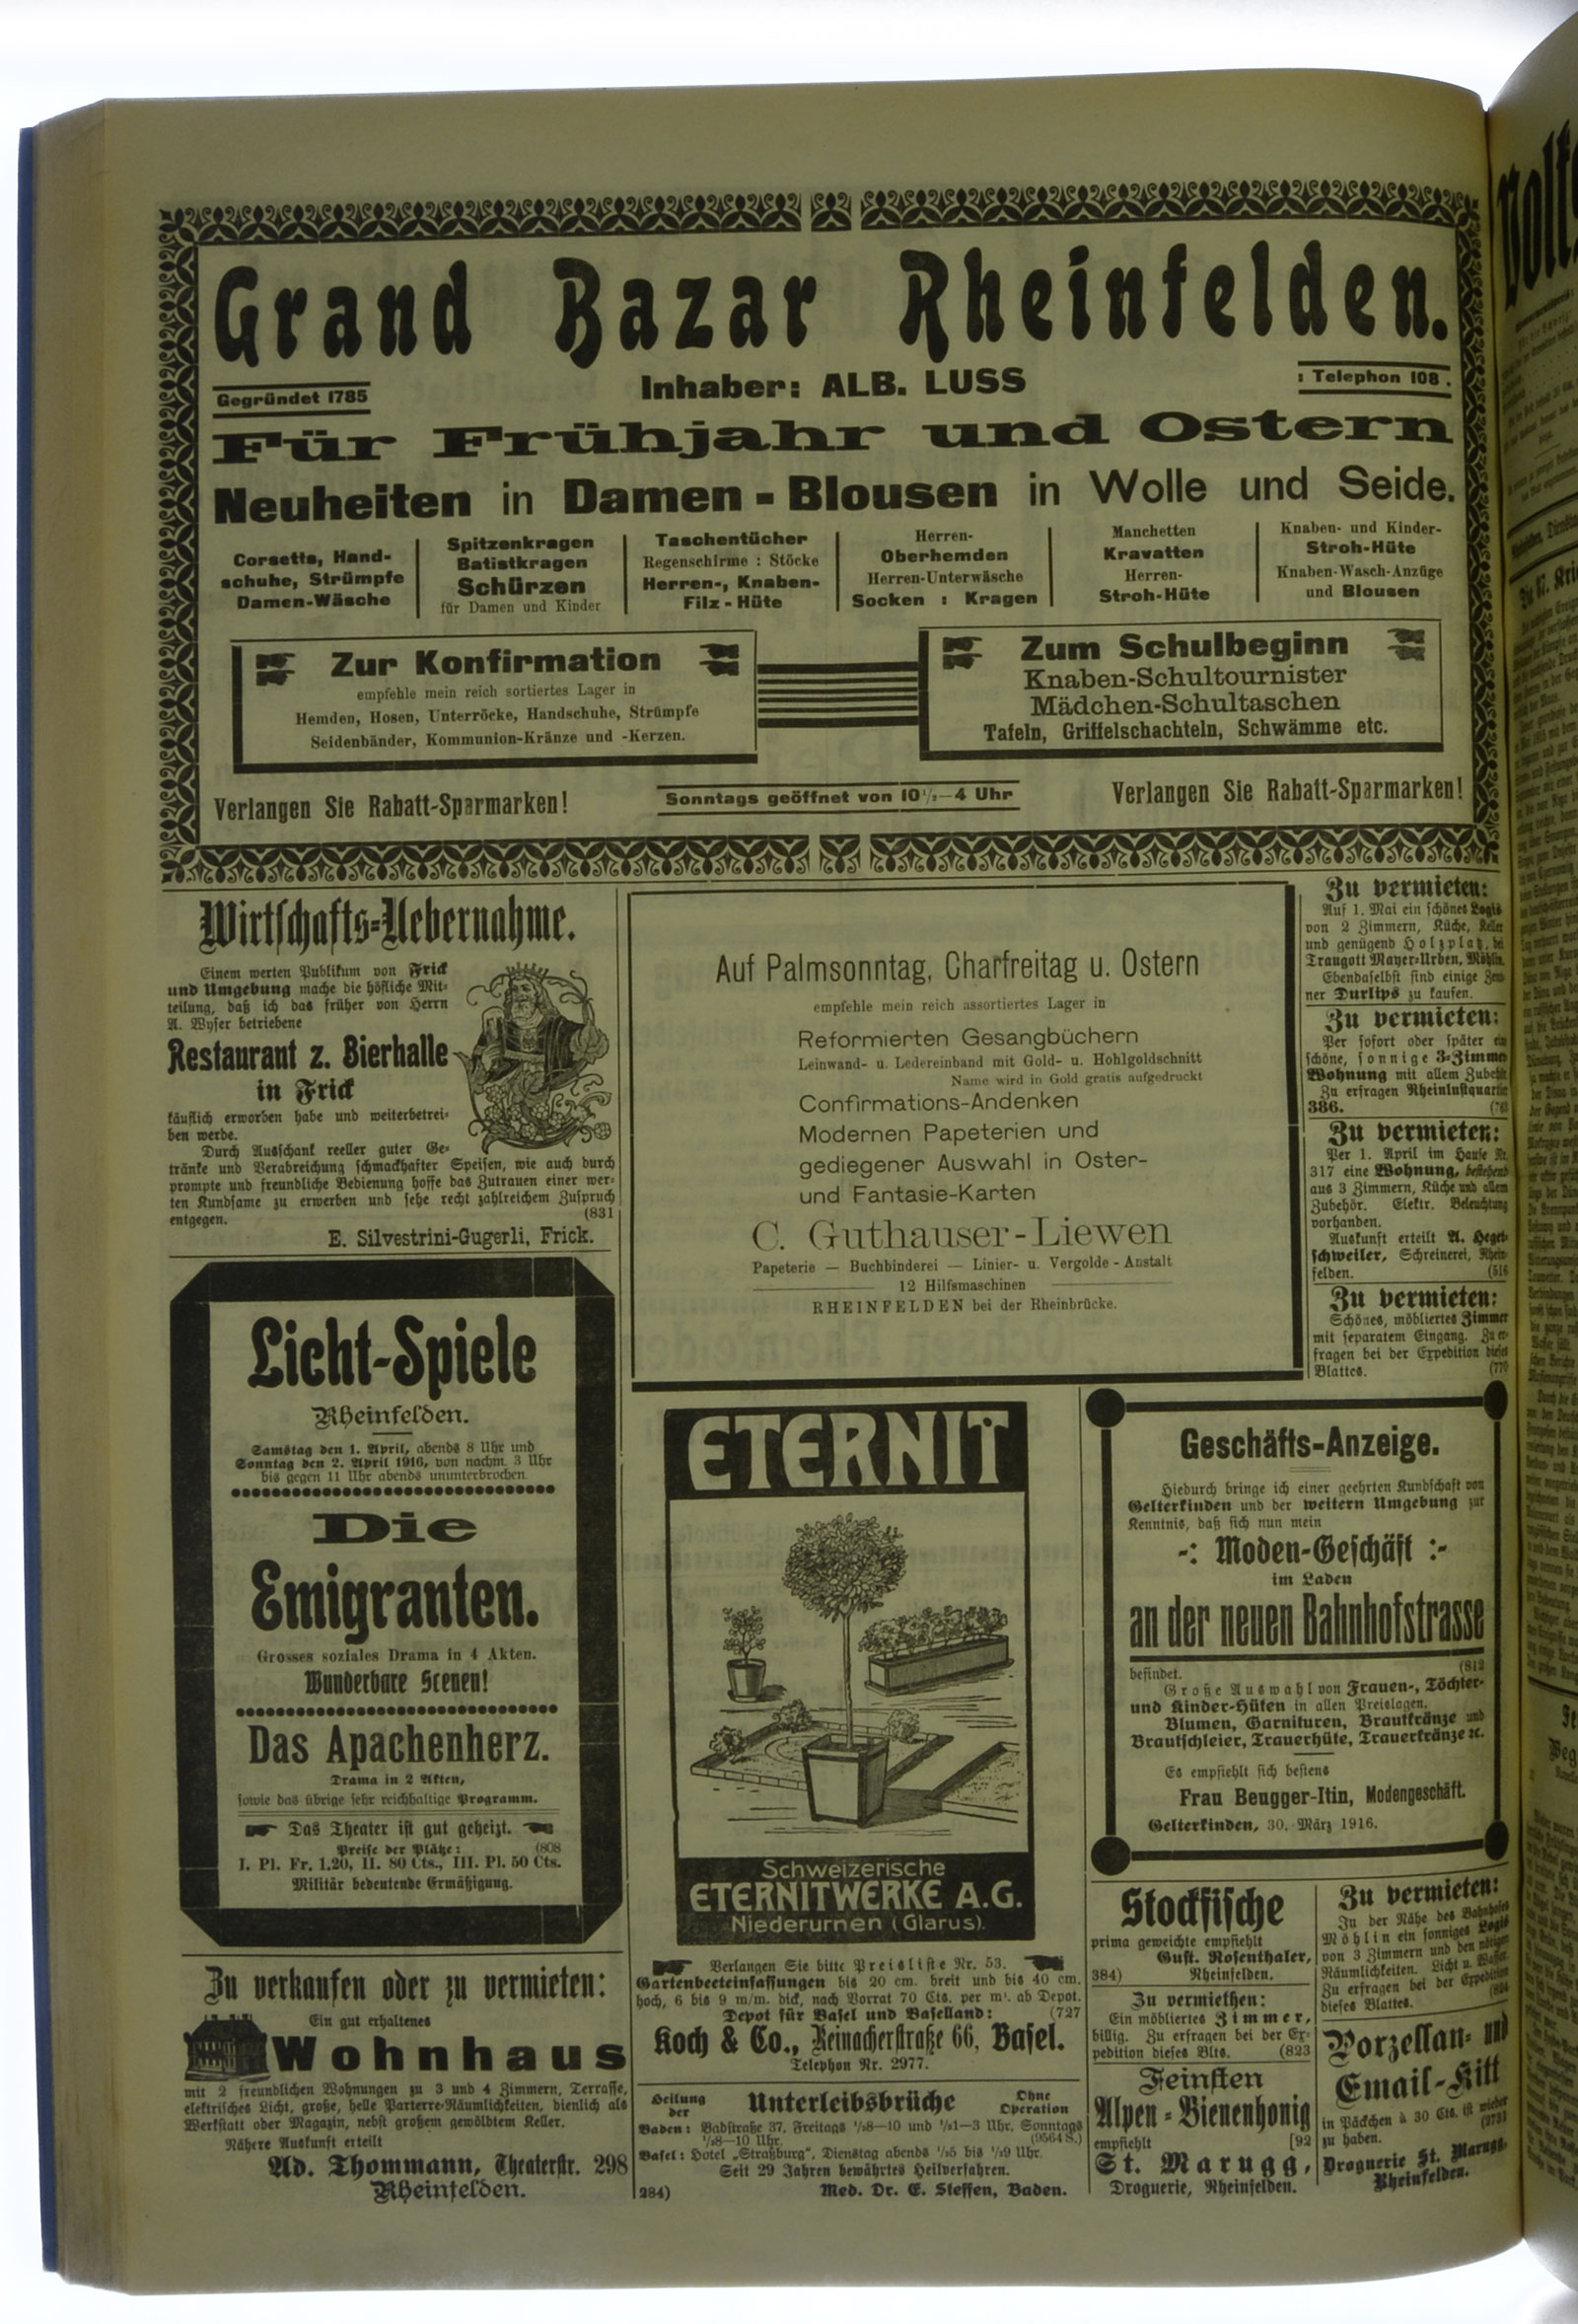 Grand Bazar Rheinfelden.
Gegründet 1785
Inhaber: ALB. LUSS
: Telephon 108 .
Für Frühjahr und Ostern
Neuheiten in Damen-Blousen in Wolle und Seide.
Corsetts, Hand-
schuhe, Strümpfe
Damen-Wäsche
Spitzenkragen
Batistkragen
Schürzen
für Damen und Kinder
Taschentücher
Regenschirme : Stöcke
Herren-, Knaben-
Filz-Hüte
Herren-
Oberhemden
Herren-Unterwäsche
Socken : Kragen
Manchetten
Kravatten
Herren-
Stroh-Hüte
Knaben- und Kinder-
Stroh-Hüte
Knaben-Wasch-Anzüge
und Blousen
Zur Konfirmation
empfehle mein reich sortiertes Lager in
Hemden, Hosen, Unterröcke, Handschuhe, Strümpfe
Seidenbänder, Kommunion-Kränze und -Kerzen.
Zum Schulbeginn
Knaben-Schultournister
Mädchen-Schultaschen
Tafeln, Griffelschachteln, Schwämme etc.
Verlangen Sie Rabatt-Sparmarken!
Sonntags geöffnet von 10½—4 Uhr
Verlangen Sie Rabatt-Sparmarken!
Wirtschafts-Uebernahme.
Einem werten Publikum von Frick
und Umgebung mache die höfliche Mit-
teilung, daß ich das früher von Herrn
A. Wyser betriebene
Restaurant z. Bierhalle
in Frick
käuflich erworben habe und weiterbetrei-
ben werde.
Durch Ausschank reeller guter Ge-
tränke und Verabreichung schmackhafter Speisen, wie auch durch
prompte und freundliche Bedienung hoffe das Zutrauen einer wer-
ten Kundsame zu erwerben und sehe recht zahlreichem Zuspruch
entgegen. (831
E. Silvestrini-Gugerli, Frick.
Licht-Spiele
Rheinfelden.
Samstag den 1. April, abends 8 Uhr und
Sonntag den 2. April 1916, von nachm. 3 Uhr
bis gegen 11 Uhr abends ununterbrochen.
Die
Emigranten.
Grosses soziales Drama in 4 Akten.
Wunderbare Scenen!
Das Apachenherz.
Drama in 2 Akten,
sowie das übrige sehr reichhaltige Programm.
Das Theater ist gut geheizt.
Preise der Plätze: (808
I. Pl. Fr. 1.20, II. 80 Cts., III. Pl. 50 Cts.
Militär bedeutende Ermäßigung.
Zu verkaufen oder zu vermieten:
Ein gut erhaltenes
Wohnhaus
mit 2 freundlichen Wohnungen zu 3 und 4 Zimmern, Terrasse,
elektrisches Licht, große, helle Parterre-Räumlichkeiten, dienlich als
Werkstatt oder Magazin, nebst großem gewölbtem Keller.
Nähere Auskunft erteilt
Ad. Thommann, Theaterstr. 298
Rheinfelden.
Auf Palmsonntag, Charfreitag u. Ostern
empfehle mein reich assortiertes Lager in
Reformierten Gesangbüchern
Leinwand- u. Ledereinband mit Gold- u. Hohlgoldschnitt
Name wird in Gold gratis aufgedruckt
Confirmations-Andenken
Modernen Papeterien und
gediegener Auswahl in Oster-
und Fantasie-Karten
C. Guthauser-Liewen
Papeterie — Buchbinderei — Linier- u. Vergolde-Anstalt
12 Hilfsmaschinen
RHEINFELDEN bei der Rheinbrücke.
ETERNIT
Schweizerische
ETERNITWERKE A.G.
Niederurnen (Glarus).
Verlangen Sie bitte Preisliste Nr. 53.
Gartenbeeteinfassungen bis 20 cm. breit und bis 40 cm.
hoch, 6 bis 9 m/m. dick, nach Vorrat 70 Cts. per m¹. ab Depot.
Depot für Basel und Baselland: (727
Koch & Co., Reinacherstraße 66, Basel.
Telephon Nr. 2977.
Heilung der Unterleibsbrüche Ohne Operation
Baden: Badstraße 37, Freitags ½8—10 und ½1—3 Uhr, Sonntags
½8—10 Uhr. (9564 S.)
Basel: Hotel „Straßburg", Dienstag abends ½5 bis ½9 Uhr.
Seit 29 Jahren bewährtes Heilverfahren.
284) Med. Dr. E. Steffen, Baden.
Zu vermieten:
Auf 1. Mai ein schönes Logis
von 2 Zimmern, Küche, Keller
und genügend Holzplatz, bei
Traugott Mayer-Urben, Möhlin.
Ebendaselbst sind einige Zent-
ner Durlips zu kaufen.
Zu vermieten:
Per sofort oder später ein
schöne, sonnige 3-Zimmer
Wohnung mit allem Zubehör.
Zu erfragen Rheinlustquartier
386.
Zu vermieten:
Per 1. April im Hause Nr.
317 eine Wohnung, bestehend
aus 3 Zimmern, Küche und allem
Zubehör. Elektr. Beleuchtung
vorhanden.
Auskunft erteilt A. Heget-
schweiler, Schreinerei, Rhein-
felden. (516
Zu vermieten:
Schönes, möbliertes Zimmer
mit separatem Eingang. Zu er-
fragen bei der Expedition dieses
Blattes. (770
Geschäfts-Anzeige.
Hiedurch bringe ich einer geehrten Kundschaft von
Gelterkinden und der weitern Umgebung zur
Kenntnis, daß sich nun mein
-: Moden-Geschäft :-
im Laden
an der neuen Bahnhofstrasse
befindet. (812
Große Auswahl von Frauen-, Töchter-
und Kinder-Hüten in allen Preislagen.
Blumen, Garnituren, Brautkränze und
Brautschleier, Trauerhüte, Trauerkränze ꝛc.
Es empfiehlt sich bestens
Frau Beugger-Itin, Modengeschäft.
Gelterkinden, 30. März 1916.
Stockfische
prima geweichte empfiehlt
Gust. Rosenthaler,
384) Rheinfelden.
Zu vermiethen:
Ein möbliertes Zimmer,
billig. Zu erfragen bei der Ex-
pedition dieses Blts. (823
Feinsten
Alpen-Bienenhonig
empfiehlt [92
St. Marugg,
Droguerie, Rheinfelden.
Zu vermieten:
In der Nähe des Bahnhofes
Möhlin ein sonniges Logis
von 3 Zimmern und den nötigen
Räumlichkeiten. Licht u. Wasser.
Zu erfragen bei der Expedition
dieses Blattes.
Porzellan- und
Email-Kitt
in Päckchen à 30 Cts. ist wieder
zu haben. (2731
Droguerie St. Marugg,
Rheinfelden.